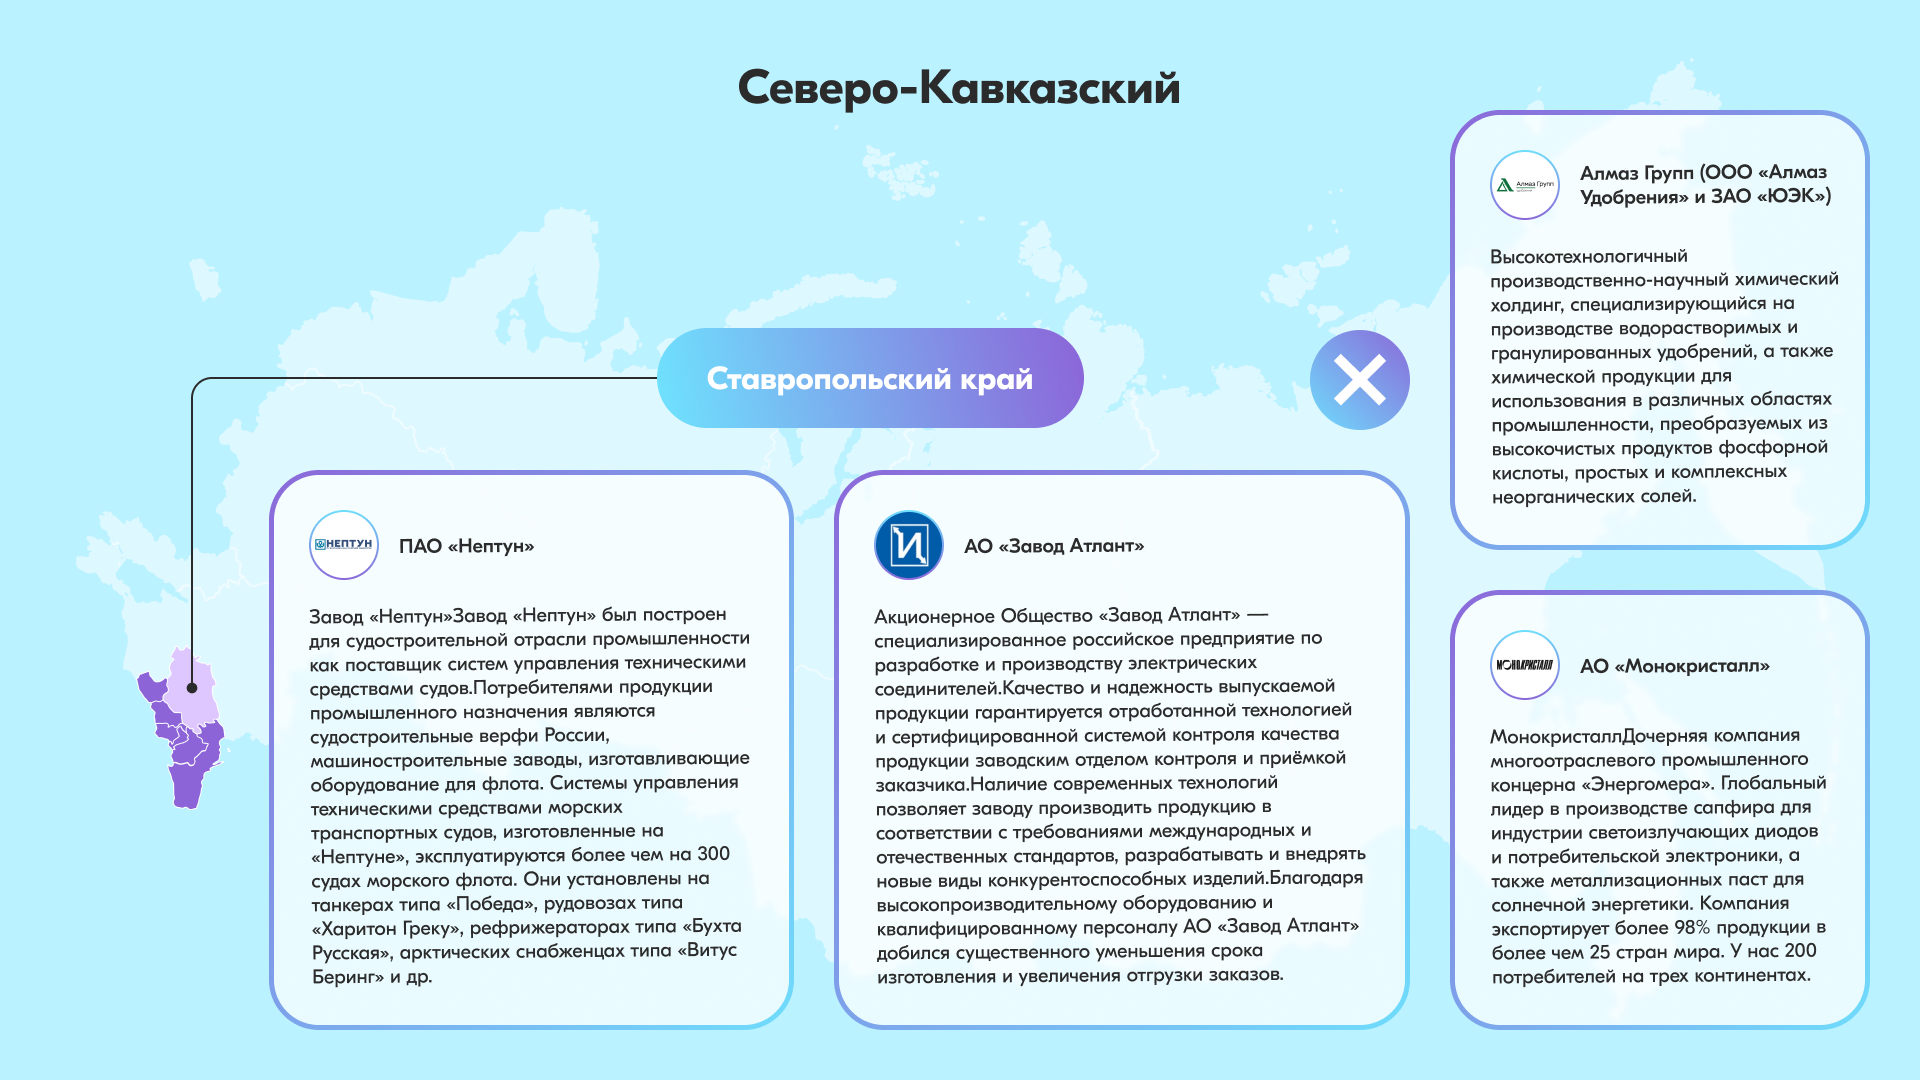 Северо-Кавказский
Ставропольский край
НЕПТУН
ПАО «Нептун»
Завод «Нептун»Завод «Нептун» был построен
для судостроительной отрасли промышленности
как поставщик систем управления техническими
средствами судов.Потребителями продукции
промышленного назначения являются
судостроительные верфи России,
машиностроительные заводы, изготавливающие
оборудование для флота. Системы управления
техническими средствами морских
транспортных судов, изготовленные на
«Нептуне», эксплуатируются более чем на 300
судах морского флота. Они установлены на
танкерах типа «Победа», рудовозах типа
«Харитон Греку», рефрижераторах типа «Бухта
Русская», арктических снабженцах типа «Витус
Беринг» и др.
АО «Завод Атлант»
Акционерное Общество «Завод Атлант» —
специализированное российское предприятие по
разработке и производству электрических
соединителей.Качество и надежность выпускаемой
продукции гарантируется отработанной технологией
и сертифицированной системой контроля качества
продукции заводским отделом контроля и приёмкой
заказчика.Наличие современных технологий
позволяет заводу производить продукцию в
соответствии с требованиями международных и
отечественных стандартов, разрабатывать и внедрять
новые виды конкурентоспособных изделий.Благодаря
высокопроизводительному оборудованию и
квалифицированному персоналу АО «Завод Атлант»
добился существенного уменьшения срока
изготовления и увеличения отгрузки заказов.
Алмаз Групп
Алмаз Групп (ООО «Алмаз
Удобрения» и ЗАО «ЮЭК»)
Высокотехнологичный
производственно-научный химический
холдинг, специализирующийся на
производстве водорастворимых и
гранулированных удобрений, а также
химической продукции для
использования в различных областях
промышленности, преобразуемых из
высокочистых продуктов фосфорной
кислоты, простых и комплексных
неорганических солей.
МОНОКРИСТАЛЛ
АО «Монокристалл»
МонокристаллДочерняя компания
многоотраслевого промышленного
концерна «Энергомера». Глобальный
лидер в производстве сапфира для
индустрии светоизлучающих диодов
и потребительской электроники, а
также металлизационных паст для
солнечной энергетики. Компания
экспортирует более 98% продукции в
более чем 25 стран мира. У нас 200
потребителей на трех континентах.